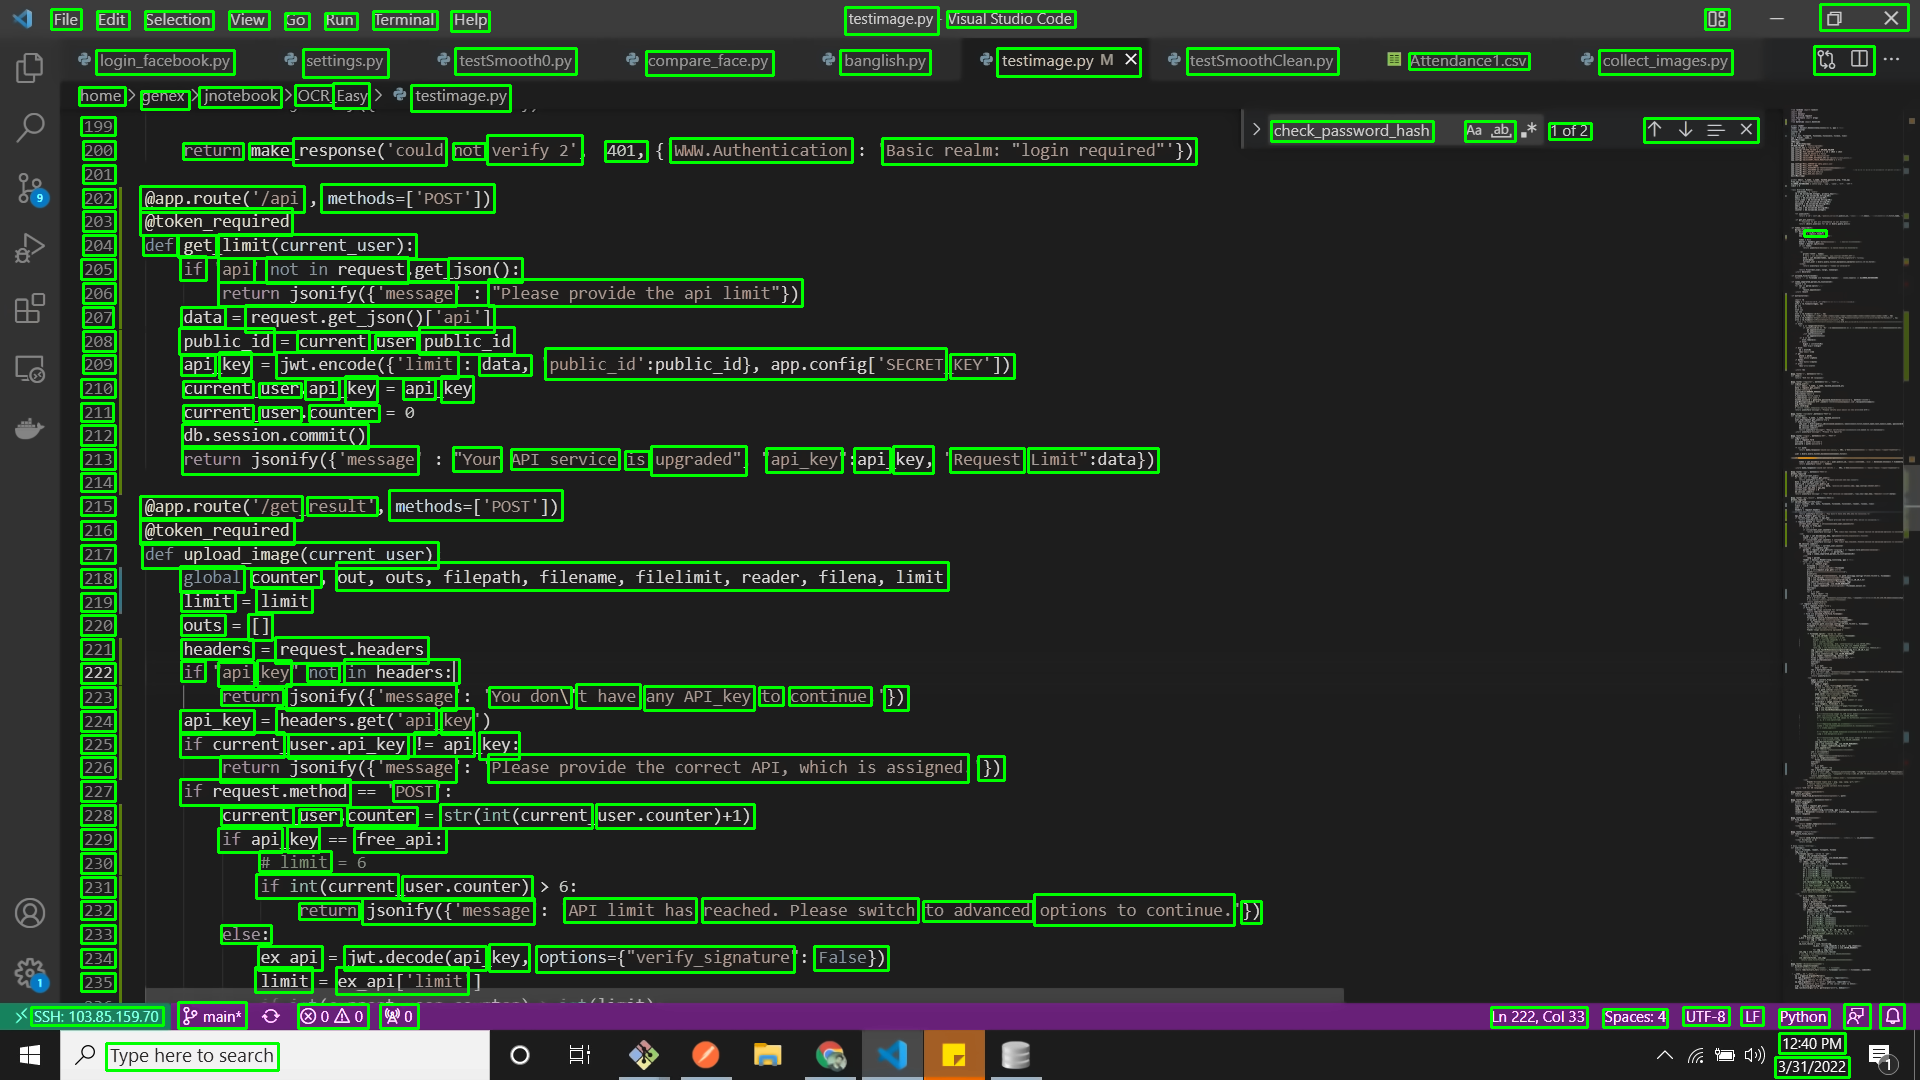 File Edit Selection View Go Run Terminal Help testimage.py - Visual Studio Code
login_facebook.py settings.py testSmooth0.py compare_face.py banglish.py testimage.py M testSmoothClean.py Attendance1.csv collect_images.py
home > genex > jnotebook > OCR_Easy > testimage.py
check_password_hash Aa ab 1 of 2
199
200 return make_response('could not verify 2', 401, {'WWW.Authentication': 'Basic realm: "login required"'})
201
202 @app.route('/api', methods=['POST'])
203 @token_required
204 def get_limit(current_user):
205 if 'api' not in request.get_json():
206 return jsonify({'message' : "Please provide the api limit"})
207 data = request.get_json()['api']
208 public_id = current_user.public_id
209 api_key = jwt.encode({'limit': data, 'public_id':public_id}, app.config['SECRET_KEY'])
210 current_user.api_key = api_key
211 current_user.counter = 0
212 db.session.commit()
213 return jsonify({'message' : "Your API service is upgraded", "api_key":api_key, "Request Limit":data})
214
215 @app.route('/get_result', methods=['POST'])
216 @token_required
217 def upload_image(current_user):
218 global counter, out, outs, filepath, filename, filelimit, reader, filena, limit
219 limit = limit
220 outs = []
221 headers = request.headers
222 if 'api_key' not in headers:
223 return jsonify({'message': 'You don\'t have any API_key to continue '})
224 api_key = headers.get('api_key')
225 if current_user.api_key != api_key:
226 return jsonify({'message': 'Please provide the correct API, which is assigned '})
227 if request.method == 'POST':
228 current_user.counter = str(int(current_user.counter)+1)
229 if api_key == free_api:
230 # limit = 6
231 if int(current_user.counter) > 6:
232 return jsonify({'message': 'API limit has reached. Please switch to advanced options to continue.'})
233 else:
234 ex_api = jwt.decode(api_key, options={"verify_signature": False})
235 limit = ex_api['limit']
SSH: 103.85.159.70 main* 0 0 0 Ln 222, Col 33 Spaces: 4 UTF-8 LF Python
Type here to search 12:40 PM
3/31/2022
9
1
1